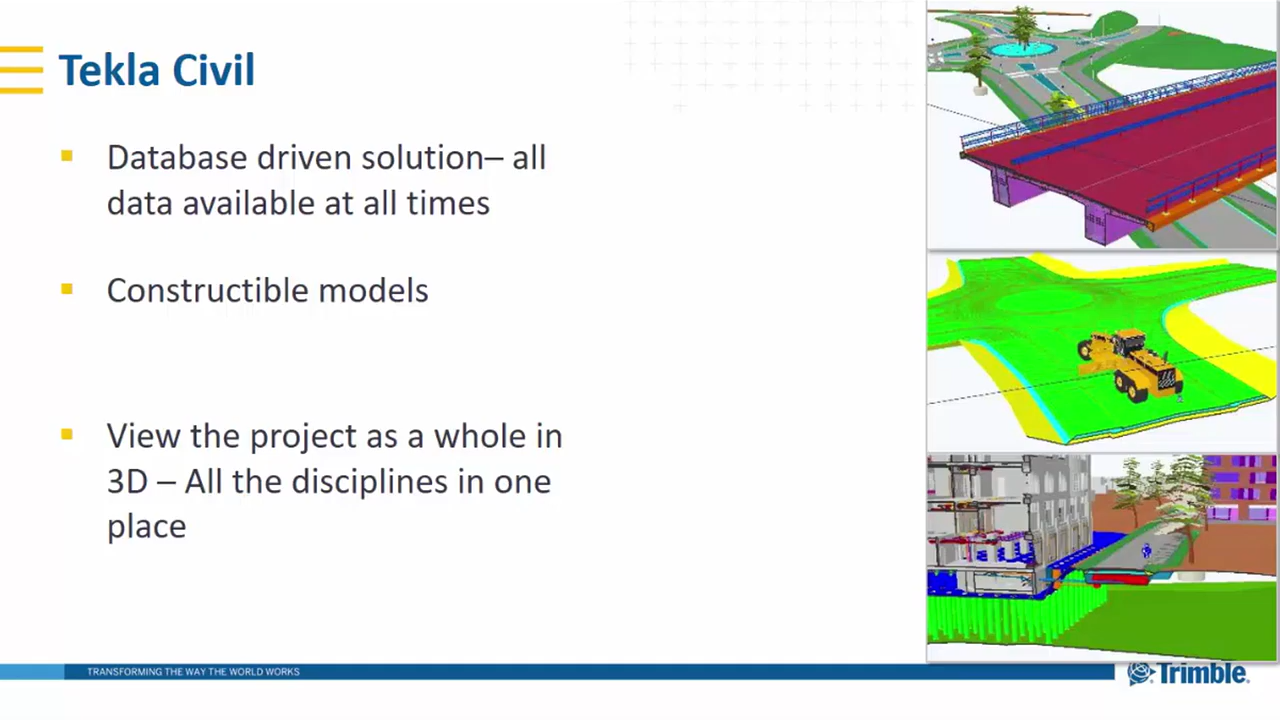 Tekla Civil
Database driven solution– all
data available at all times
Constructible models
View the project as a whole in
3D – All the disciplines in one
place
TRANSFORMING THE WAY THE WORLD WORKS
Trimble